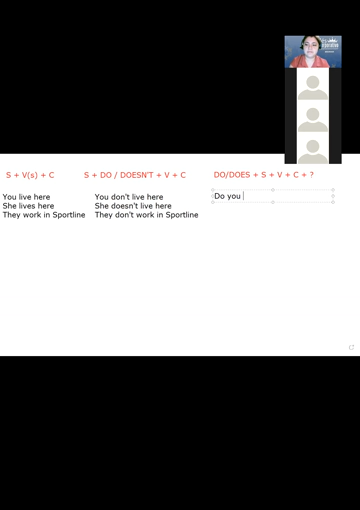 S + V(s) + C
S + DO / DOESN'T + V + C
DO/DOES + S + V + C + ?
You live here
She lives here
They work in Sportline
You don't live here
She doesn't live here
They don't work in Sportline
Do you